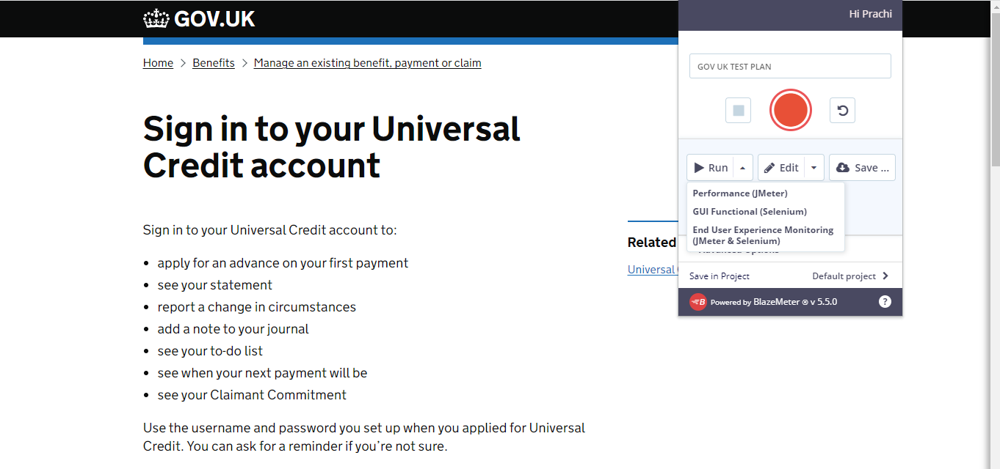 GOV.UK
Hi Prachi
Home > Benefits > Manage an existing benefit, payment or claim
GOV UK TEST PLAN
Sign in to your Universal
Credit account
Run
Edit
Save ...
Performance (JMeter)
GUI Functional (Selenium)
End User Experience Monitoring
(JMeter & Selenium)
Advanced Options
Save in Project
Default project
B Powered by BlazeMeter ® v 5.5.0
?
Sign in to your Universal Credit account to:
• apply for an advance on your first payment
• see your statement
• report a change in circumstances
• add a note to your journal
• see your to-do list
• see when your next payment will be
• see your Claimant Commitment
Use the username and password you set up when you applied for Universal
Credit. You can ask for a reminder if you're not sure.
Related
Universal